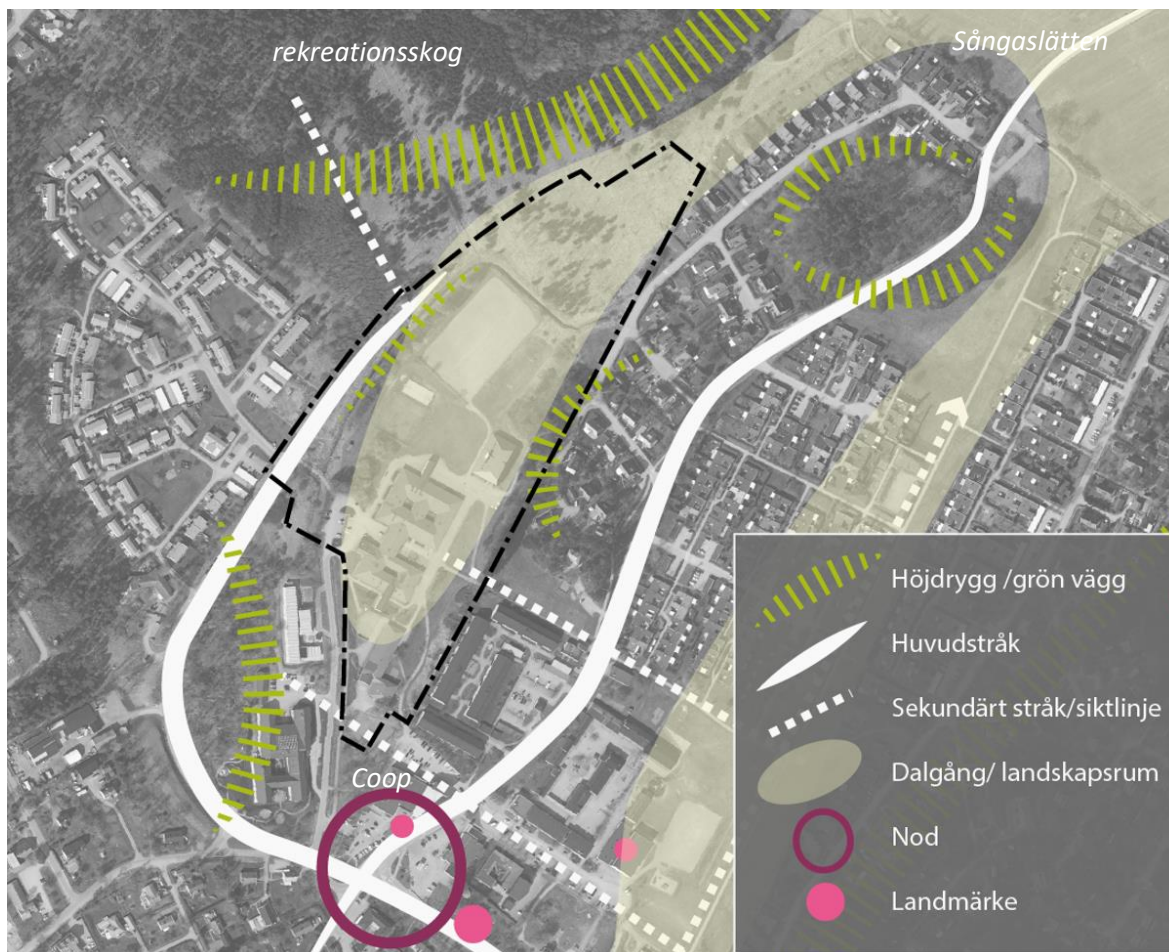 rekreationsskog
Sångaslätten
Coop
Höjdrygg /grön vägg
Huvudstråk
Sekundärt stråk/siktlinje
Dalgång/ landskapsrum
Nod
Landmärke